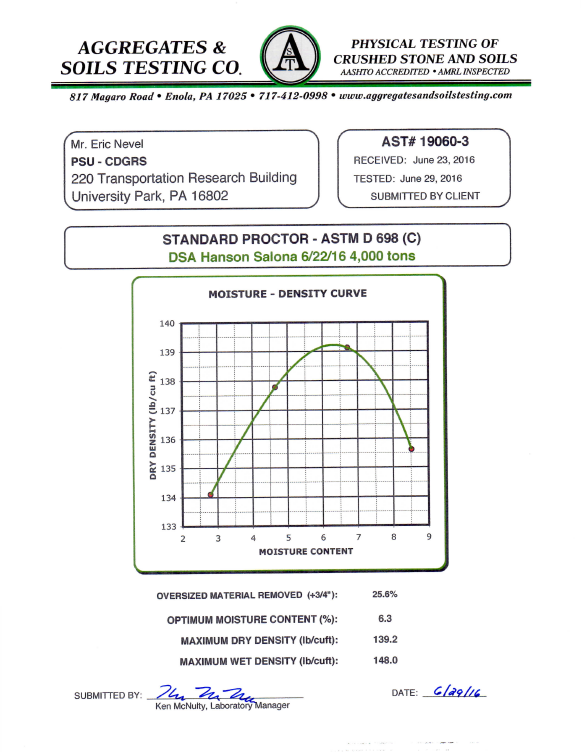 AGGREGATES &
SOILS TESTING CO.
AST
PHYSICAL TESTING OF
CRUSHED STONE AND SOILS
AASHTO ACCREDITED • AMRL INSPECTED
817 Magaro Road • Enola, PA 17025 • 717-412-0998 • www.aggregatesandsoilstesting.com
Mr. Eric Nevel
PSU - CDGRS
220 Transportation Research Building
University Park, PA 16802
AST# 19060-3
RECEIVED: June 23, 2016
TESTED: June 29, 2016
SUBMITTED BY CLIENT
STANDARD PROCTOR - ASTM D 698 (C)
DSA Hanson Salona 6/22/16 4,000 tons
MOISTURE - DENSITY CURVE
DRY DENSITY (lb/cu ft)
140
139
138
137
136
135
134
133
2 3 4 5 6 7 8 9
MOISTURE CONTENT
OVERSIZED MATERIAL REMOVED (+3/4"): 25.6%
OPTIMUM MOISTURE CONTENT (%): 6.3
MAXIMUM DRY DENSITY (lb/cuft): 139.2
MAXIMUM WET DENSITY (lb/cuft): 148.0
SUBMITTED BY:
Ken McNulty, Laboratory Manager
DATE: 6/29/16